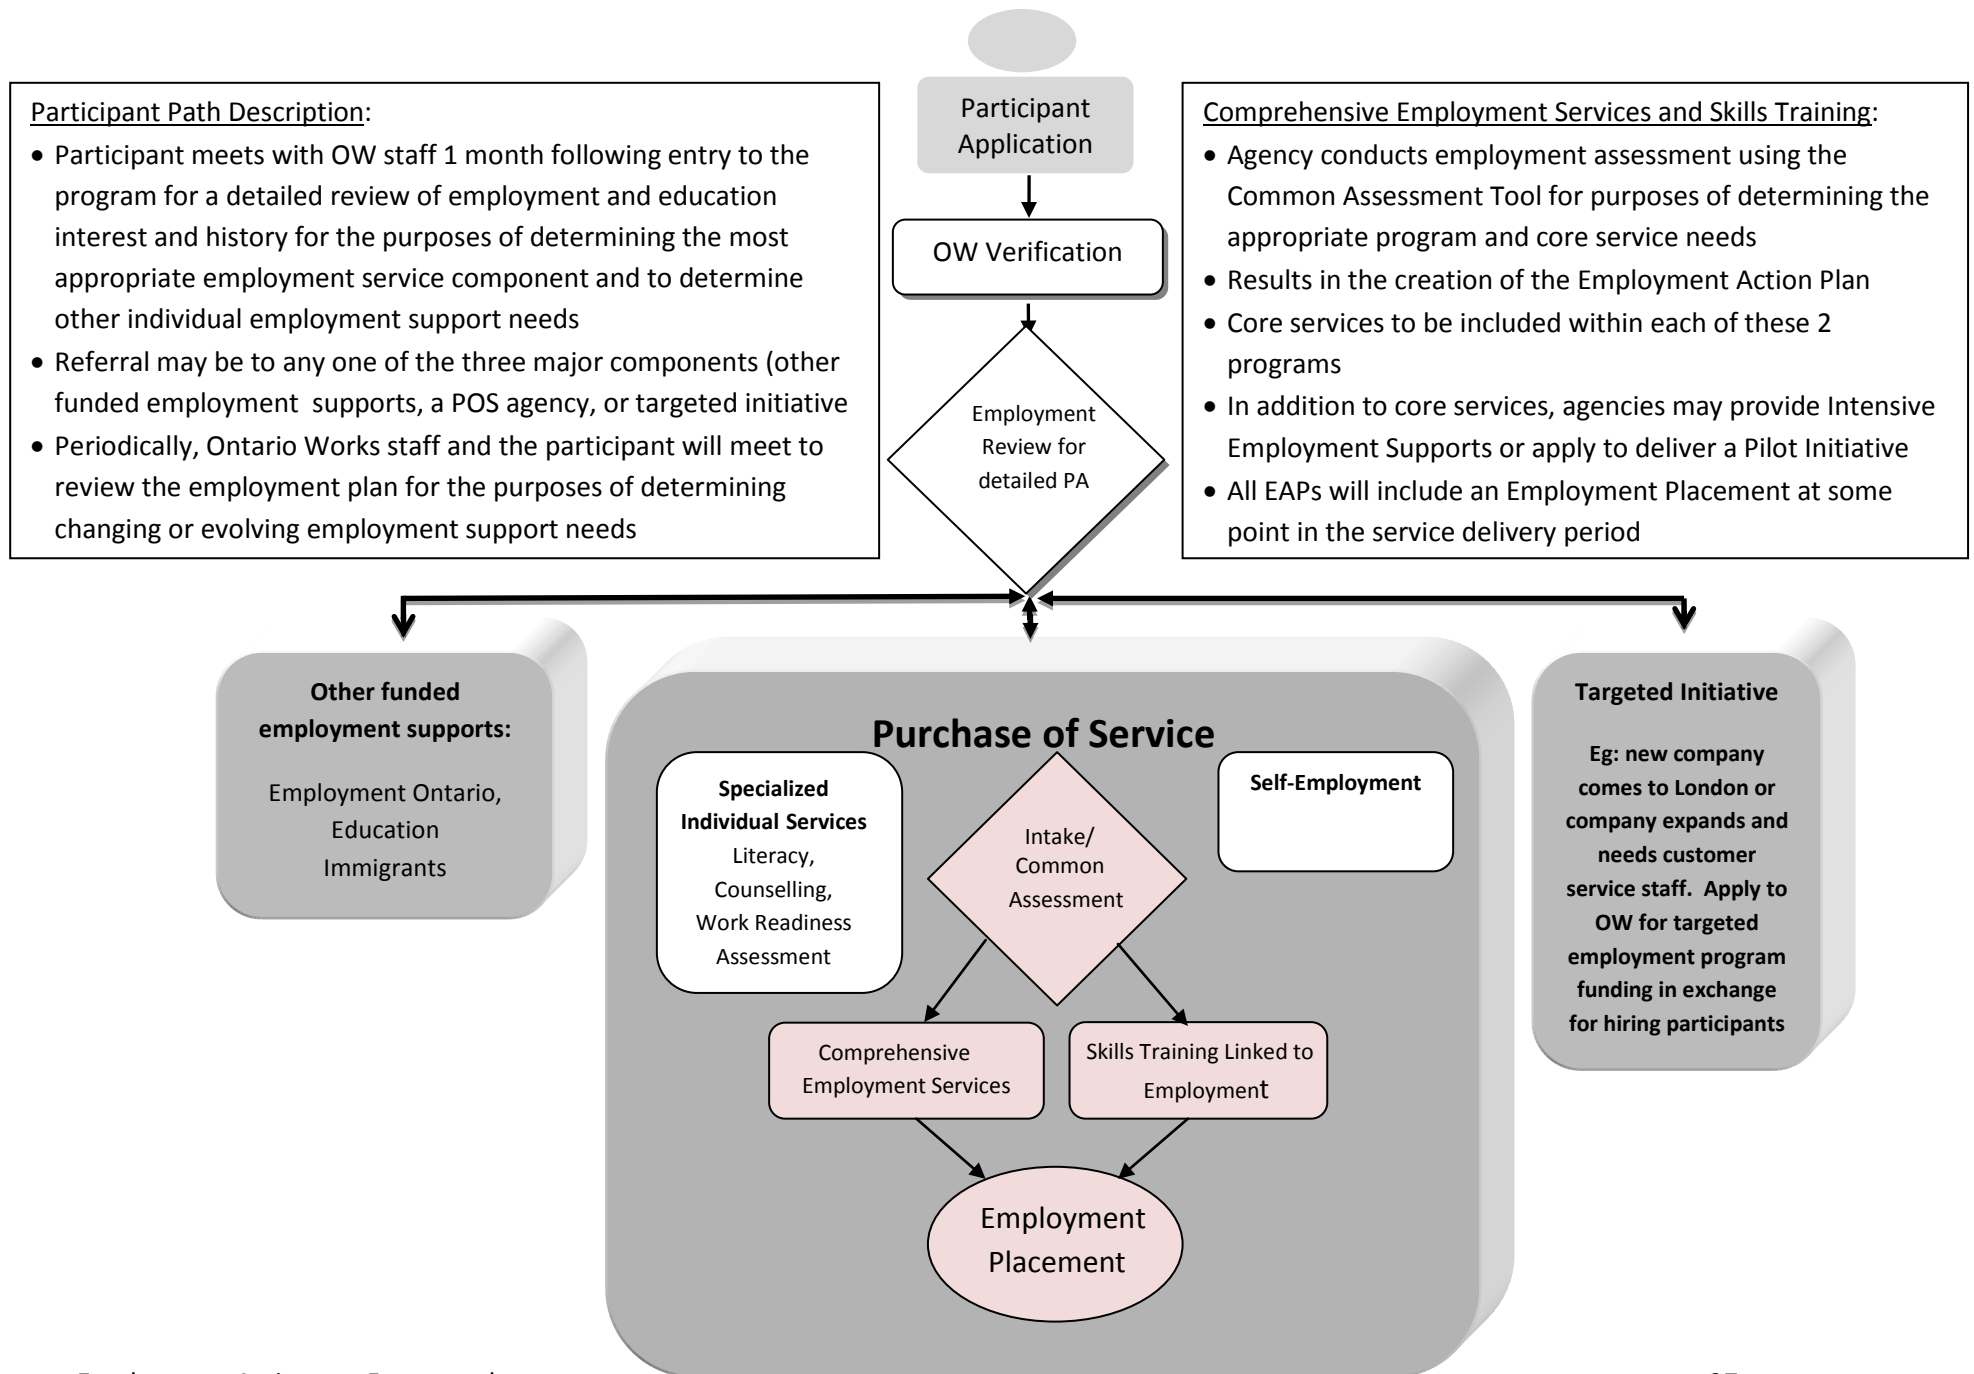 Participant
Application
Participant Path Description:
• Participant meets with OW staff 1 month following entry to the
program for a detailed review of employment and education
interest and history for the purposes of determining the most
appropriate employment service component and to determine
other individual employment support needs
• Referral may be to any one of the three major components (other
funded employment supports, a POS agency, or targeted initiative
• Periodically, Ontario Works staff and the participant will meet to
review the employment plan for the purposes of determining
changing or evolving employment support needs
OW Verification
Employment
Review for
detailed PA
Comprehensive Employment Services and Skills Training:
• Agency conducts employment assessment using the
Common Assessment Tool for purposes of determining the
appropriate program and core service needs
• Results in the creation of the Employment Action Plan
• Core services to be included within each of these 2
programs
• In addition to core services, agencies may provide Intensive
Employment Supports or apply to deliver a Pilot Initiative
• All EAPs will include an Employment Placement at some
point in the service delivery period
Other funded
employment supports:
Employment Ontario,
Education
Immigrants
Purchase of Service
Specialized
Individual Services
Literacy,
Counselling,
Work Readiness
Assessment
Intake/
Common
Assessment
Self-Employment
Comprehensive
Employment Services
Skills Training Linked to
Employment
Employment
Placement
Targeted Initiative
Eg: new company
comes to London or
company expands and
needs customer
service staff. Apply to
OW for targeted
employment program
funding in exchange
for hiring participants